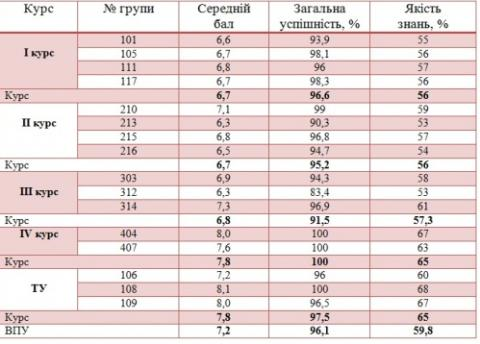 Курс № групи Середній бал Загальна успішність, % Якість знань, %
І курс 101 6,6 93,9 55
105 6,7 98,1 56
111 6,8 96 57
117 6,7 98,3 56
Курс 6,7 96,6 56
ІІ курс 210 7,1 99 59
213 6,3 90,3 53
215 6,8 96,8 57
216 6,5 94,7 54
Курс 6,7 95,2 56
ІІІ курс 303 6,9 94,3 58
312 6,3 83,4 53
314 7,3 96,9 61
Курс 6,8 91,5 57,3
IV курс 404 8,0 100 67
407 7,6 100 63
Курс 7,8 100 65
ТУ 106 7,2 96 60
108 8,1 100 68
109 8,0 96,5 67
Курс 7,8 97,5 65
ВПУ 7,2 96,1 59,8